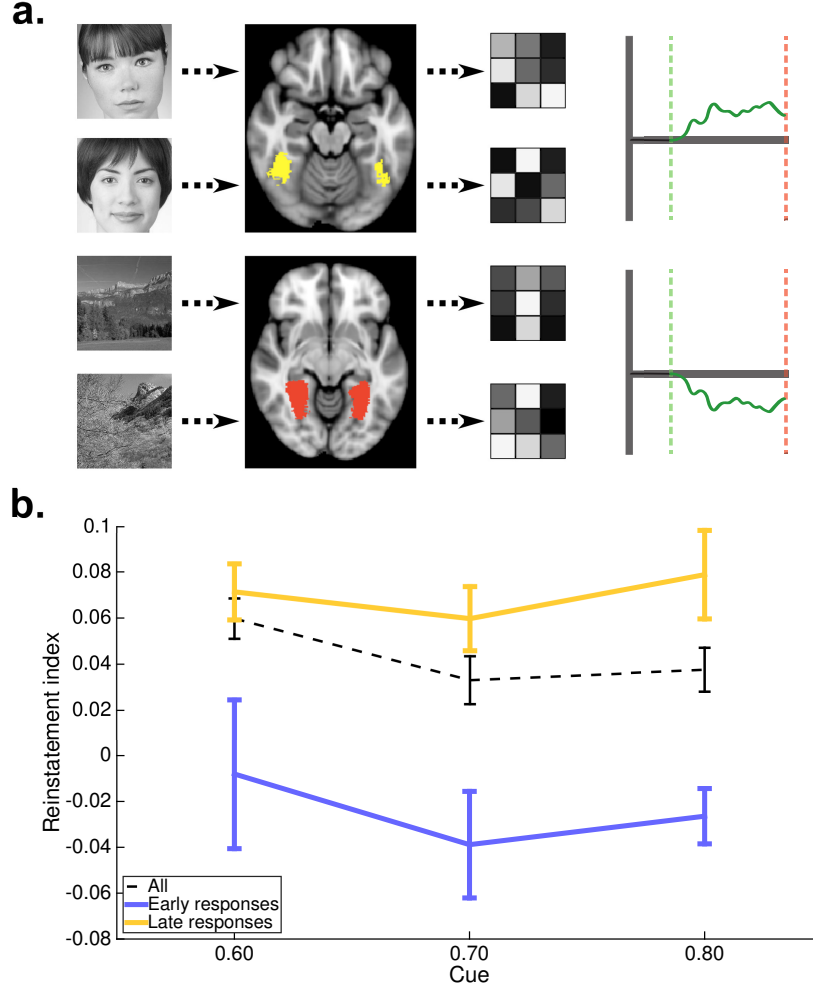 a.
b.
0.1
0.08
0.06
0.04
0.02
0
-0.02
-0.04
-0.06
-0.08
Reinstatement index
All
Early responses
Late responses
0.60 0.70 0.80
Cue